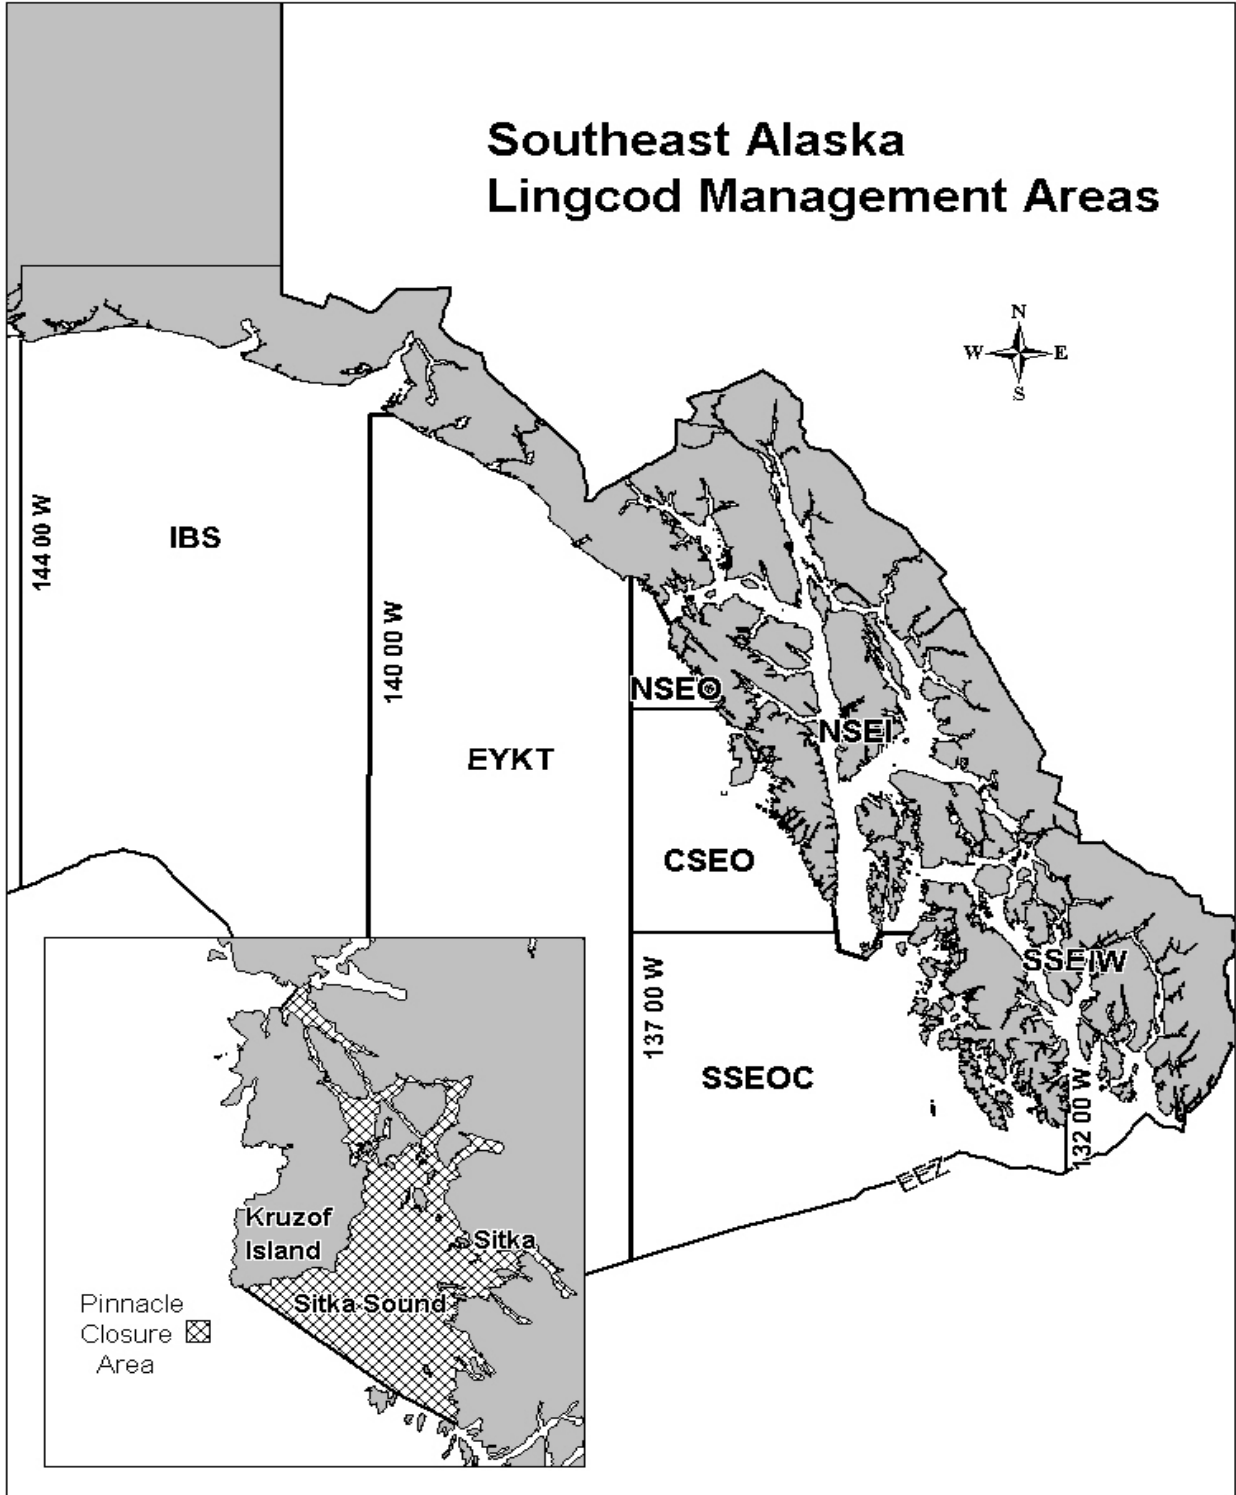 Southeast Alaska
Lingcod Management Areas
N
W E
S
144 00 W
IBS
140 00 W
NSEO
NSEI
EYKT
CSEO
SSEIW
137 00 W
SSEOC
132 00 W
EEZ
Kruzof
Island
Sitka
Sitka Sound
Pinnacle
Closure
Area